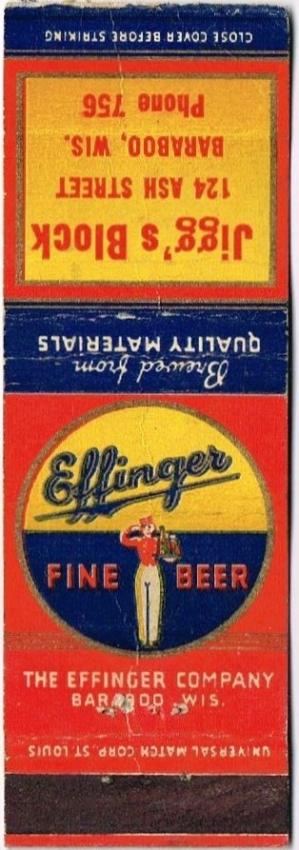 CLOSE COVER BEFORE STRIKING
Jigg's Block
124 ASH STREET
BARABOO, WIS.
Phone 756
Brewed from
QUALITY MATERIALS
Effinger
FINE BEER
THE EFFINGER COMPANY
BARABOO, WIS.
UNIVERSAL MATCH CORP. ST. LOUIS